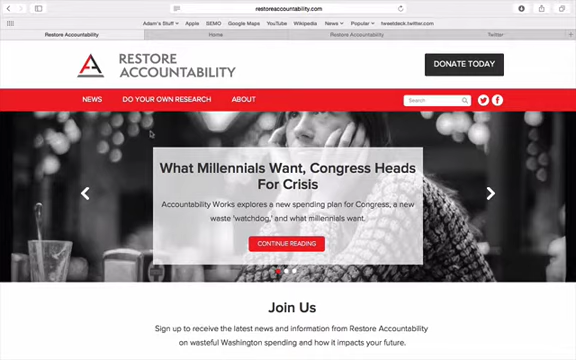 restoreaccountability.com
Adam's Stuff Apple SEMO Google Maps YouTube Wikipedia News Popular tweetdeck.twitter.com
Restore Accountability Home Restore Accountability Twitter
RESTORE
ACCOUNTABILITY
DONATE TODAY
NEWS DO YOUR OWN RESEARCH ABOUT
Search
What Millennials Want, Congress Heads
For Crisis
Accountability Works explores a new spending plan for Congress, a new
waste 'watchdog,' and what millennials want.
CONTINUE READING
Join Us
Sign up to receive the latest news and information from Restore Accountability
on wasteful Washington spending and how it impacts your future.